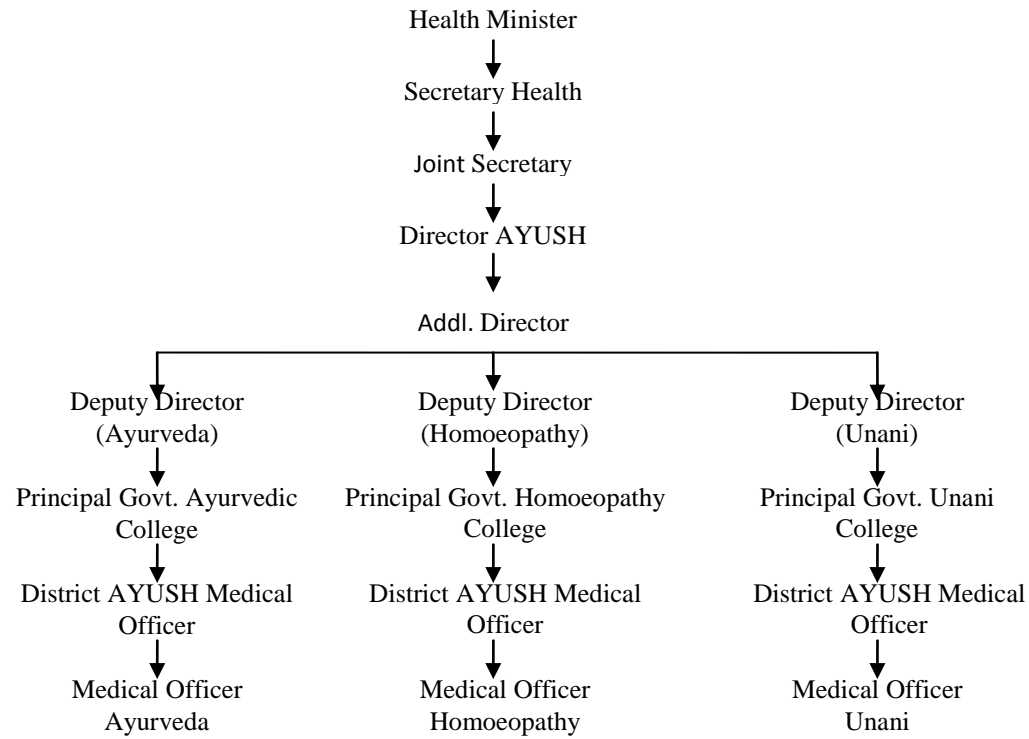 Health Minister
Secretary Health
Joint Secretary
Director AYUSH
Addl. Director
Deputy Director
(Ayurveda)
Deputy Director
(Homoeopathy)
Deputy Director
(Unani)
Principal Govt. Ayurvedic
College
Principal Govt. Homoeopathy
College
Principal Govt. Unani
College
District AYUSH Medical
Officer
District AYUSH Medical
Officer
District AYUSH Medical
Officer
Medical Officer
Ayurveda
Medical Officer
Homoeopathy
Medical Officer
Unani